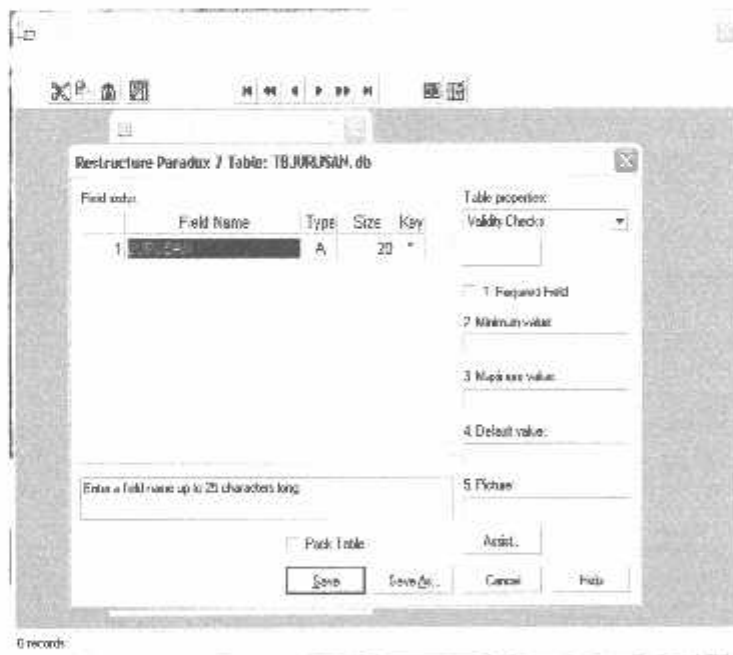 Restructure Paradox 7 Table: TBJURUSAN.db
Field roster:
Table properties:
Field Name Type Size Key
Validity Checks
1 A 20 *
1. Required Field
2. Minimum value:
3. Maximum value:
4. Default value:
Enter a field name up to 25 characters long
5. Picture:
Pack Table
Assist..
Save
Save As..
Cancel
Help
6 records